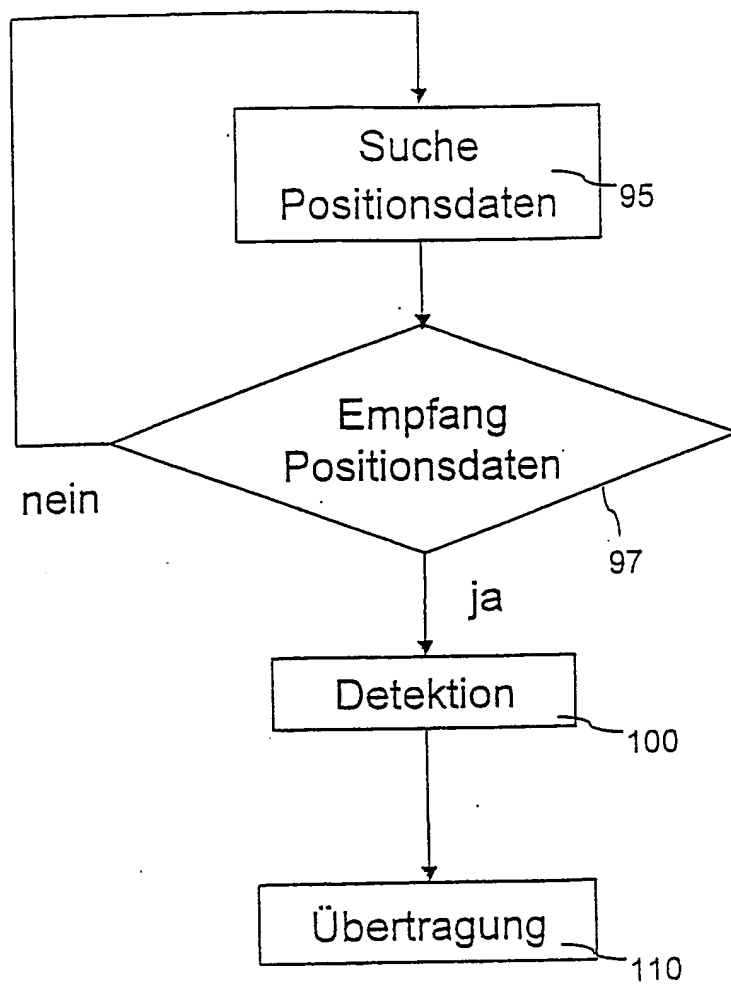 Suche
Positionsdaten
95
Empfang
Positionsdaten
nein
97
ja
Detektion
100
Übertragung
110